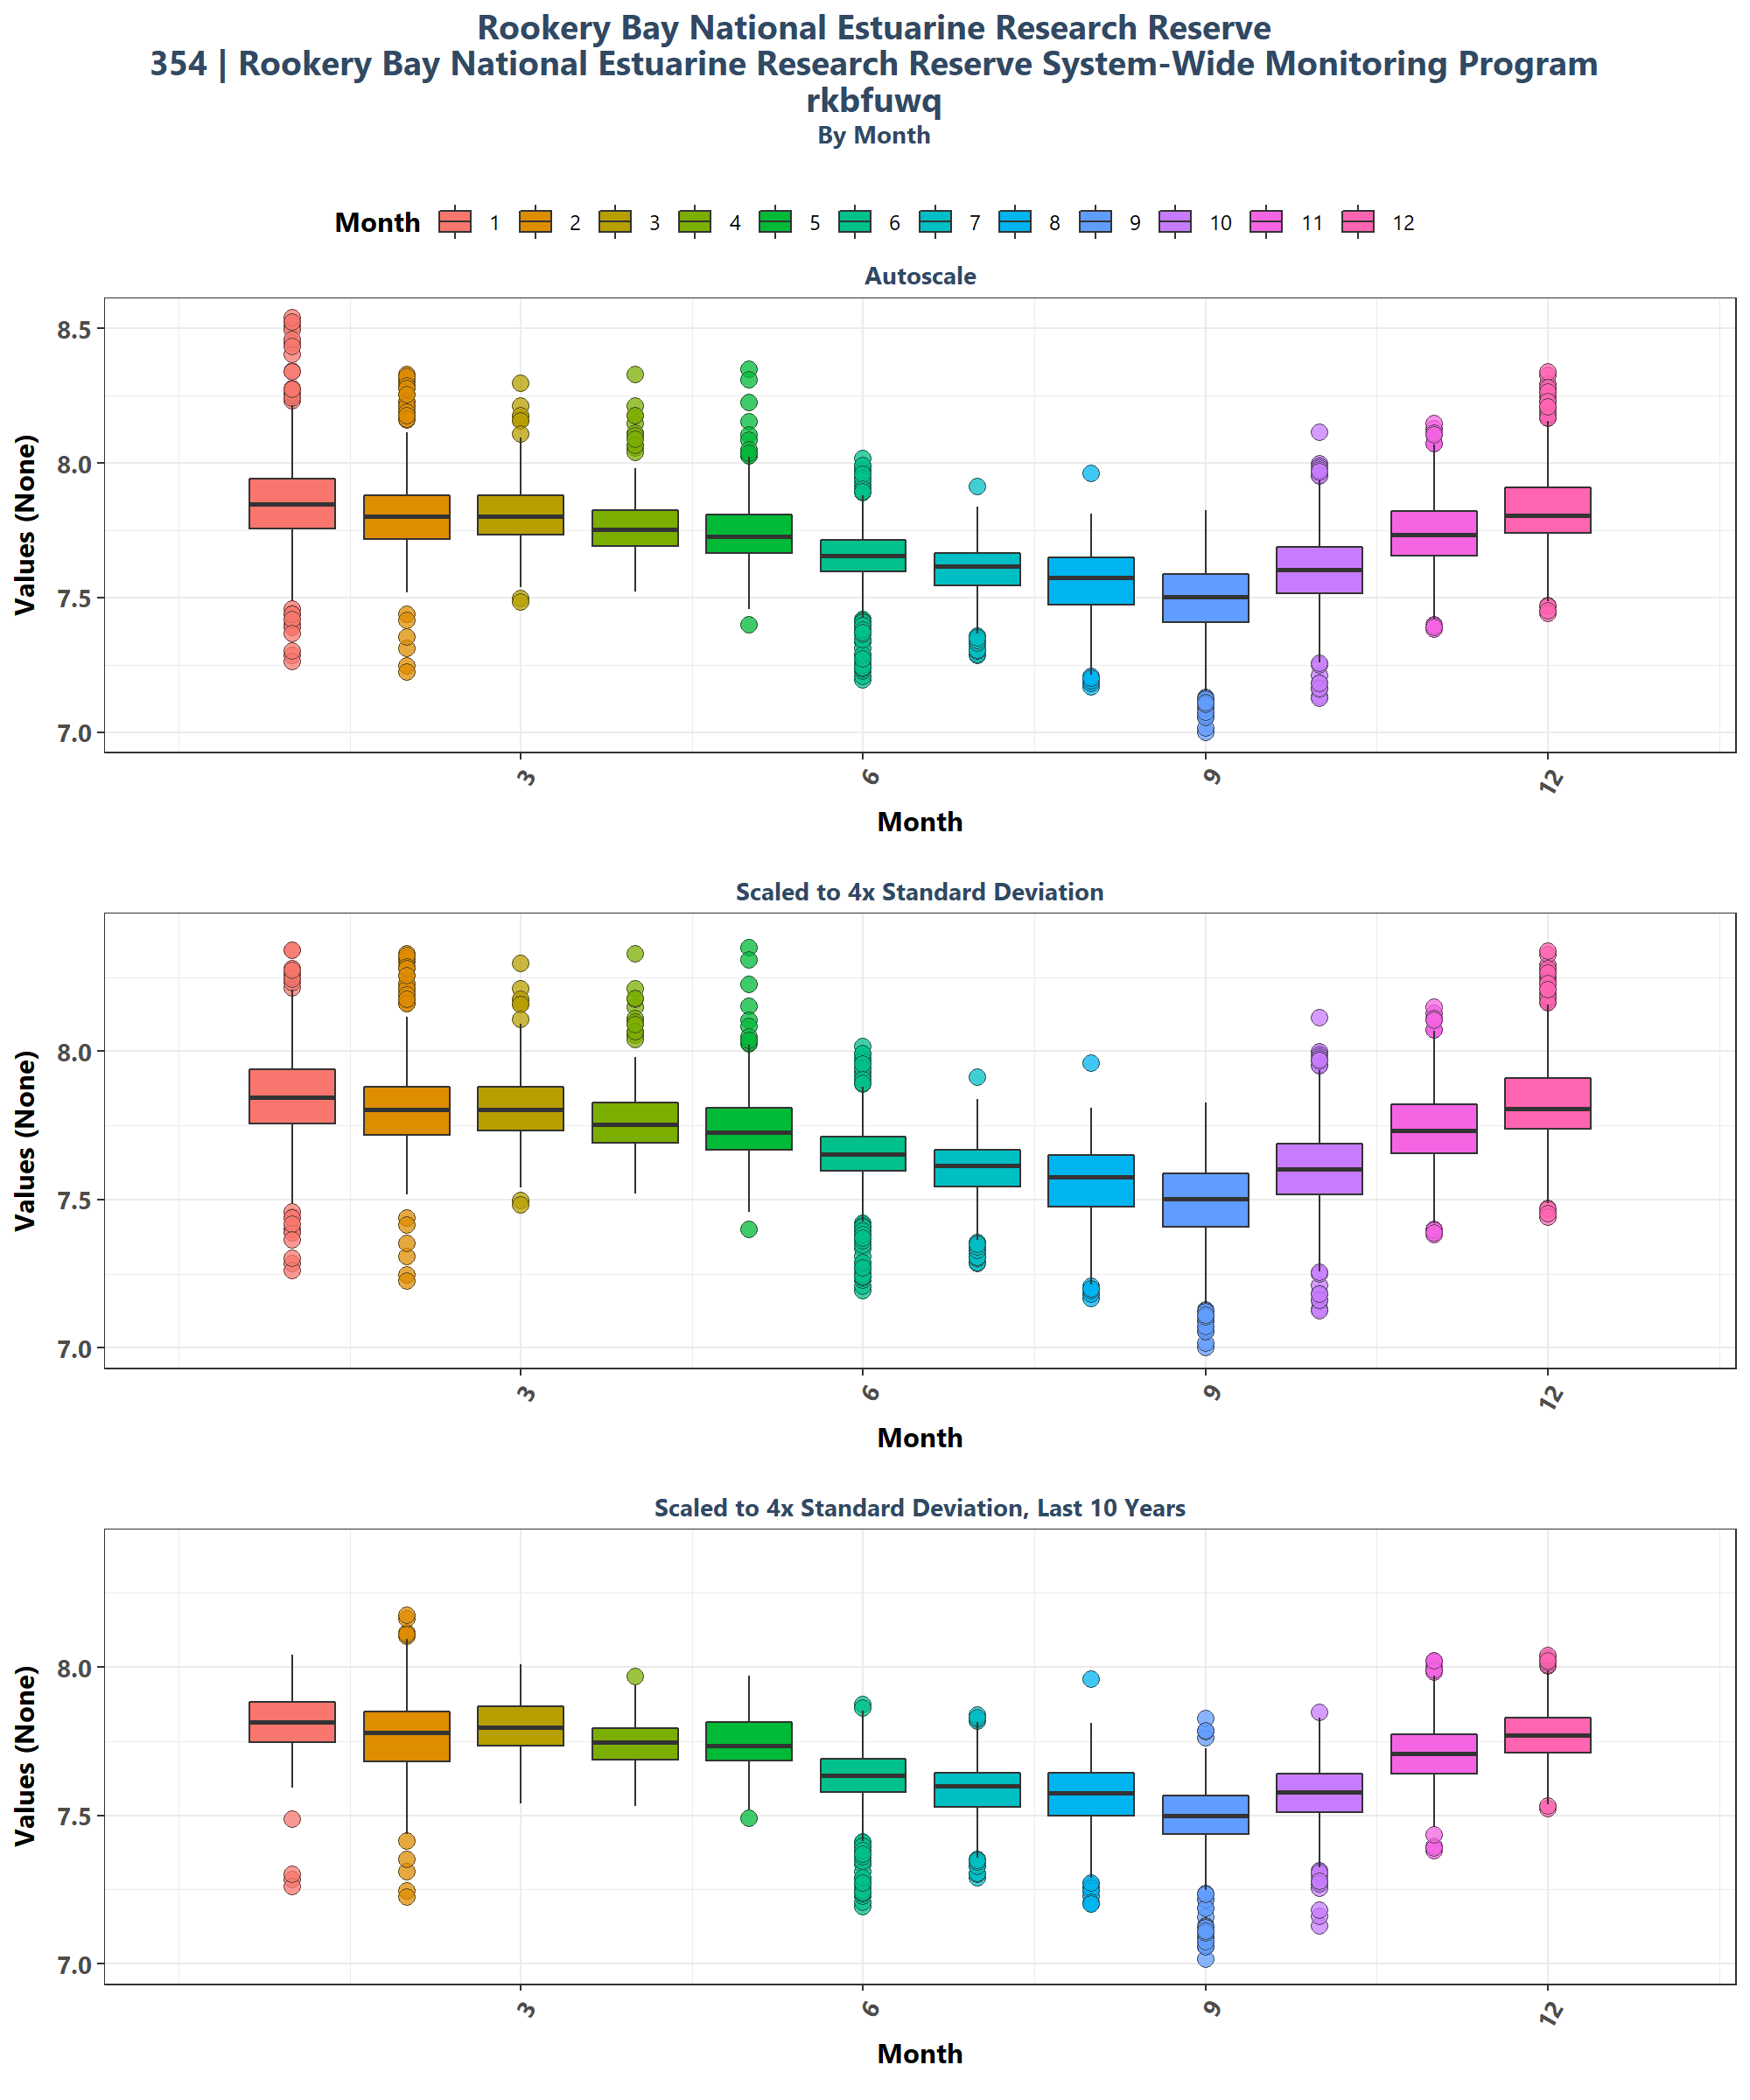 Rookery Bay National Estuarine Research Reserve
354 | Rookery Bay National Estuarine Research Reserve System-Wide Monitoring Program
rkbfuwq
By Month
Month 1 2 3 4 5 6 7 8 9 10 11 12
Autoscale
Values (None)
8.5
8.0
7.5
7.0
3 6 9 12
Month
Scaled to 4x Standard Deviation
Values (None)
8.0
7.5
7.0
3 6 9 12
Month
Scaled to 4x Standard Deviation, Last 10 Years
Values (None)
8.0
7.5
7.0
3 6 9 12
Month